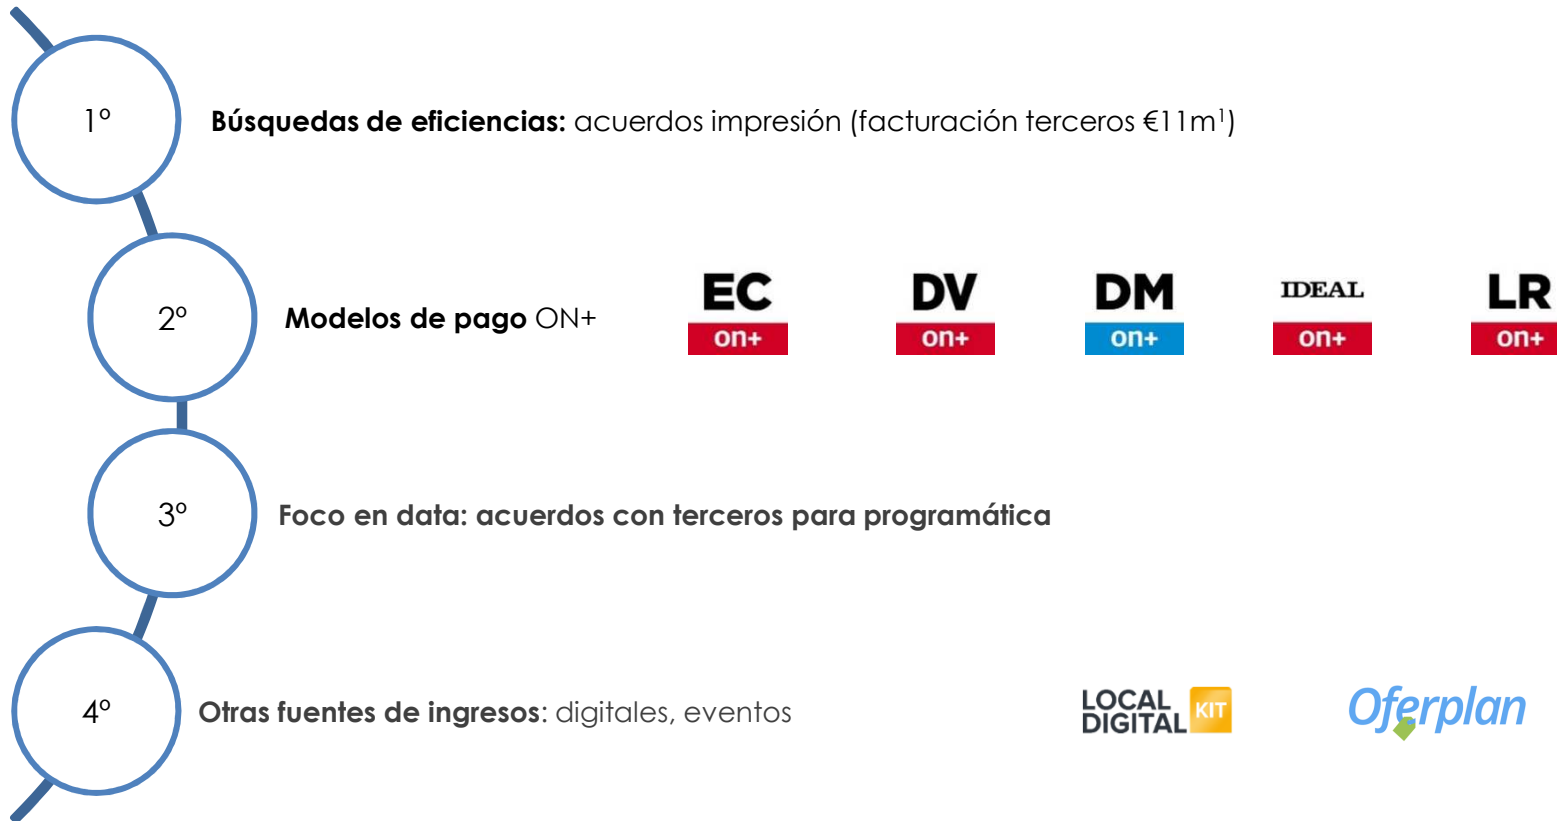 1º
Búsquedas de eficiencias: acuerdos impresión (facturación terceros €11m¹)
2º
Modelos de pago ON+
EC
on+
DV
on+
DM
on+
IDEAL
on+
LR
on+
3º
Foco en data: acuerdos con terceros para programática
4º
Otras fuentes de ingresos: digitales, eventos
LOCAL
DIGITAL KIT
Oferplan